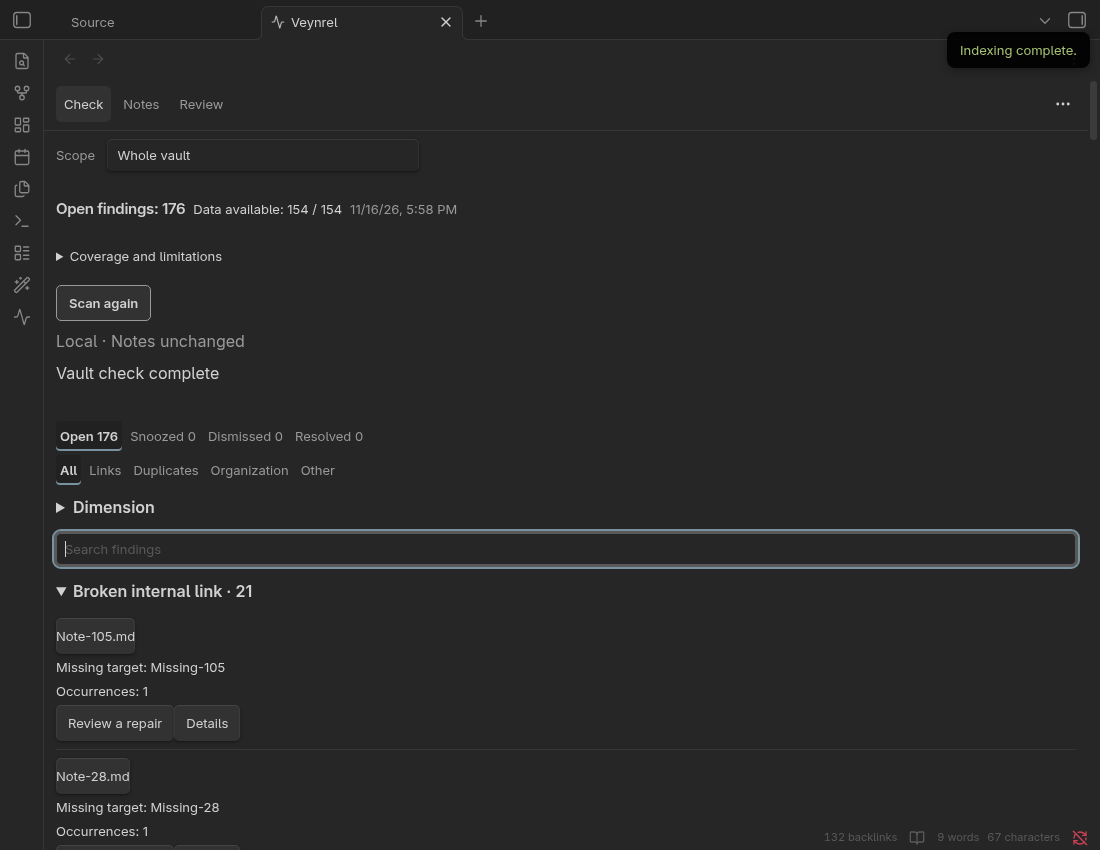 Source
Veynrel
Indexing complete.
Check Notes Review
Scope Whole vault
Open findings: 176 Data available: 154 / 154 11/16/26, 5:58 PM
Coverage and limitations
Scan again
Local · Notes unchanged
Vault check complete
Open 176 Snoozed 0 Dismissed 0 Resolved 0
All Links Duplicates Organization Other
Dimension
Search findings
Broken internal link · 21
Note-105.md
Missing target: Missing-105
Occurrences: 1
Review a repair Details
Note-28.md
Missing target: Missing-28
Occurrences: 1
132 backlinks 9 words 67 characters